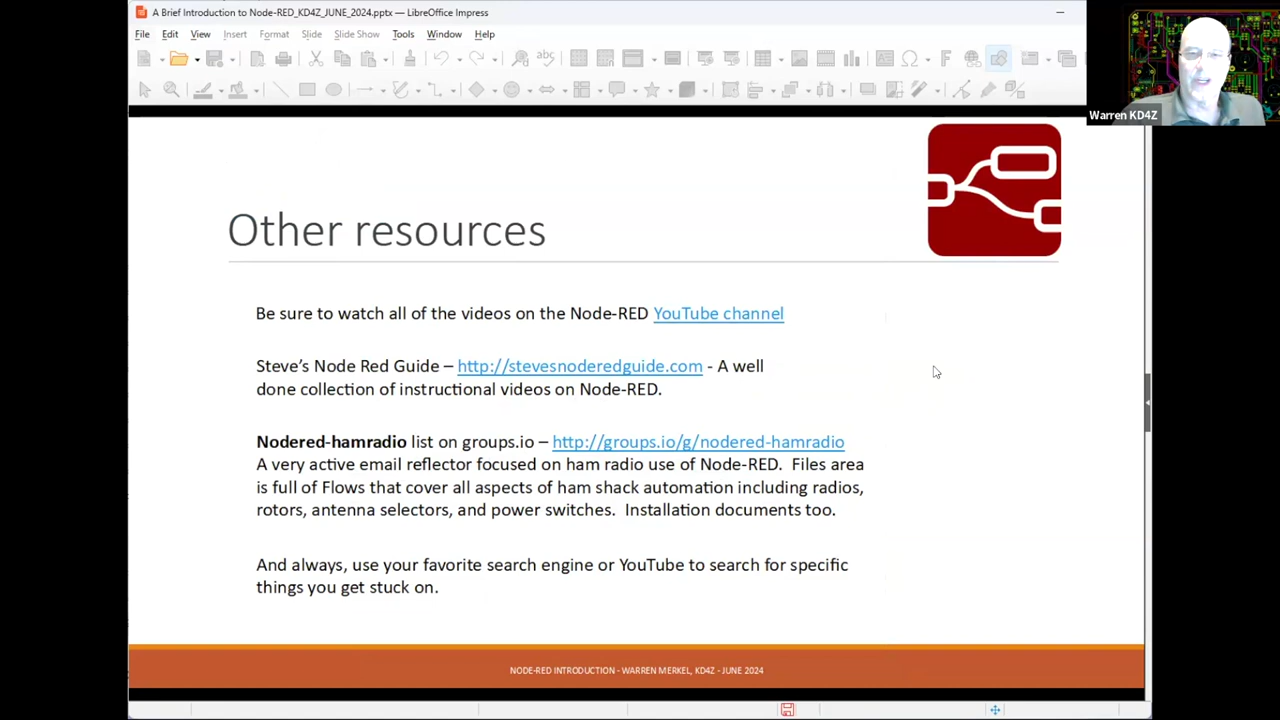 A Brief Introduction to Node-RED_KD4Z_JUNE_2024.pptx — LibreOffice Impress
File Edit View Insert Format Slide Slide Show Tools Window Help
Warren KD4Z
Other resources
Be sure to watch all of the videos on the Node-RED YouTube channel
Steve's Node Red Guide – http://stevesnoderedguide.com - A well
done collection of instructional videos on Node-RED.
Nodered-hamradio list on groups.io – http://groups.io/g/nodered-hamradio
A very active email reflector focused on ham radio use of Node-RED. Files area
is full of Flows that cover all aspects of ham shack automation including radios,
rotors, antenna selectors, and power switches. Installation documents too.
And always, use your favorite search engine or YouTube to search for specific
things you get stuck on.
NODE-RED INTRODUCTION - WARREN MERKEL, KD4Z - JUNE 2024